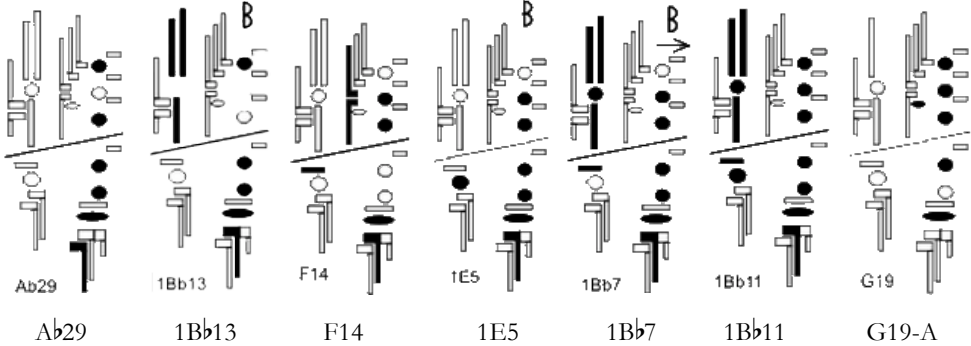 B B B
Ab29 1Bb13 F14 1E5 1Bb7 1Bb11 G19
A♭29 1B♭13 F14 1E5 1B♭7 1B♭11 G19-A